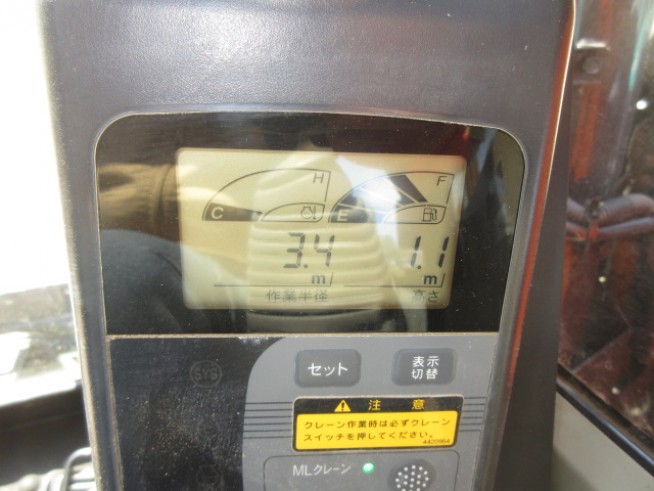 H F
C E
3.4 1.1
m m
作業半径 高さ
セット 表示
切替
注 意
クレーン作業時は必ずクレーン
スイッチを押してください。
4420954
MLクレーン